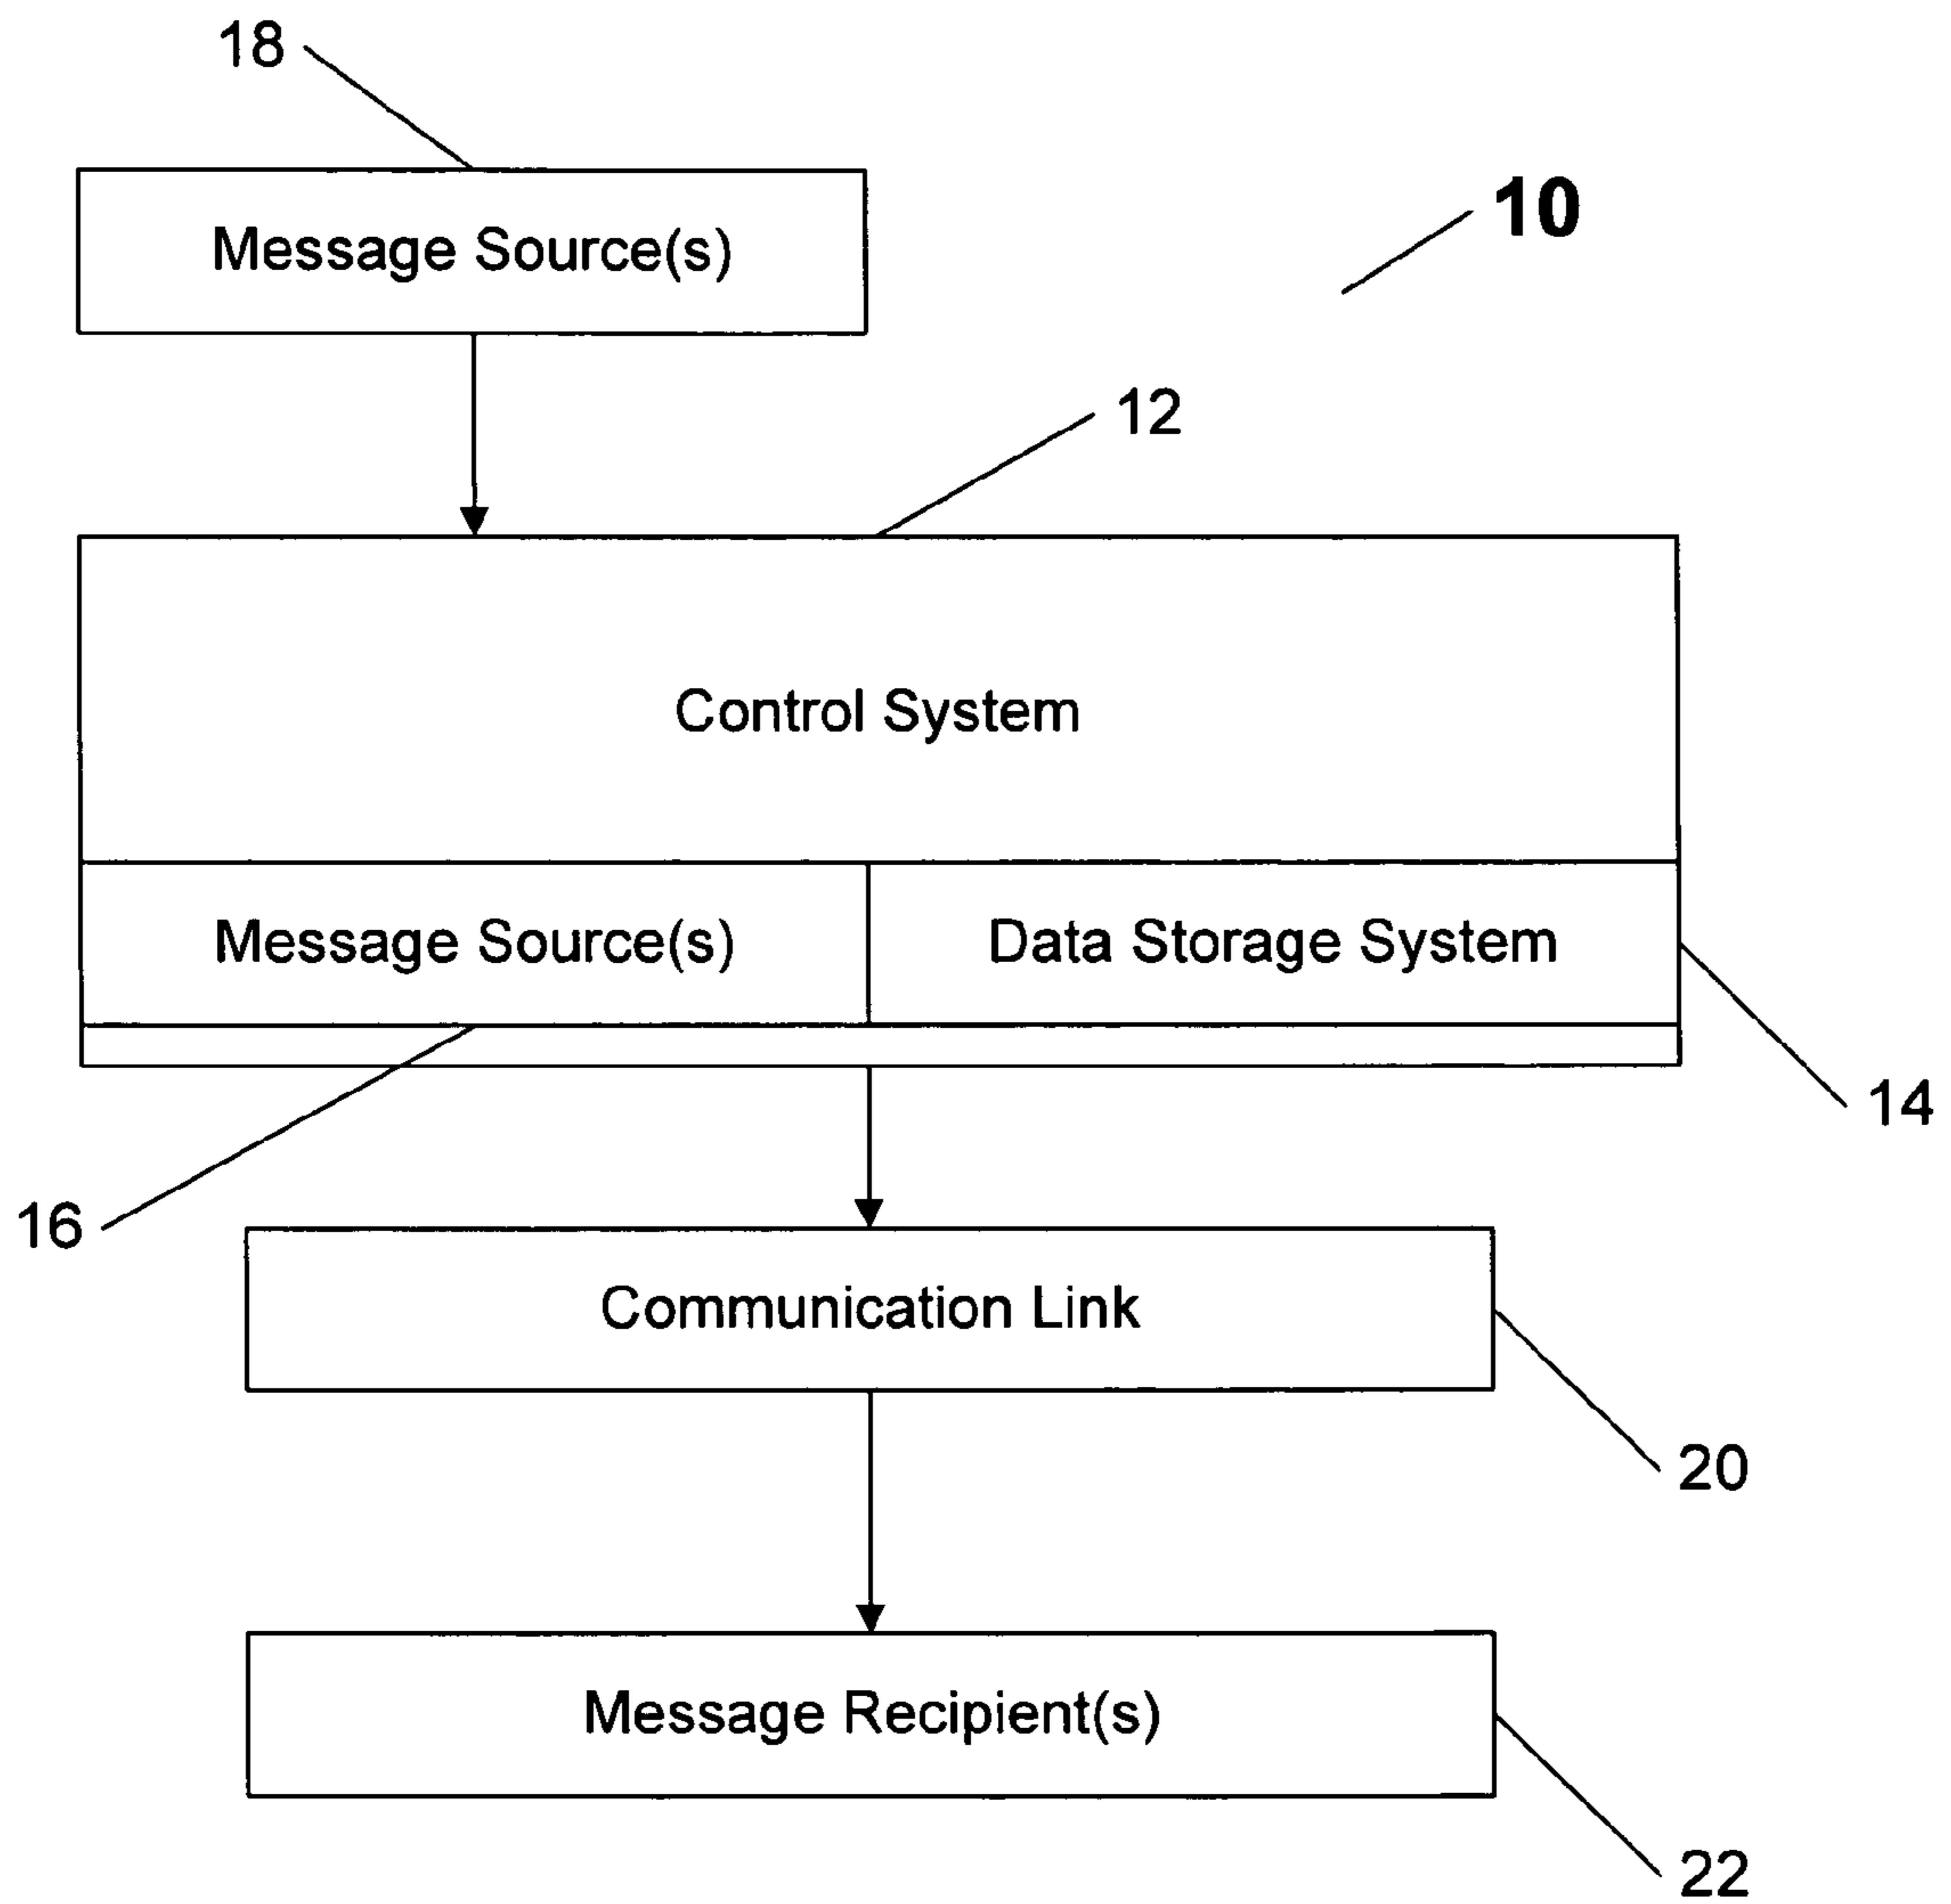 18
10
Message Source(s)
12
Control System
Message Source(s)
Data Storage System
14
16
Communication Link
20
Message Recipient(s)
22